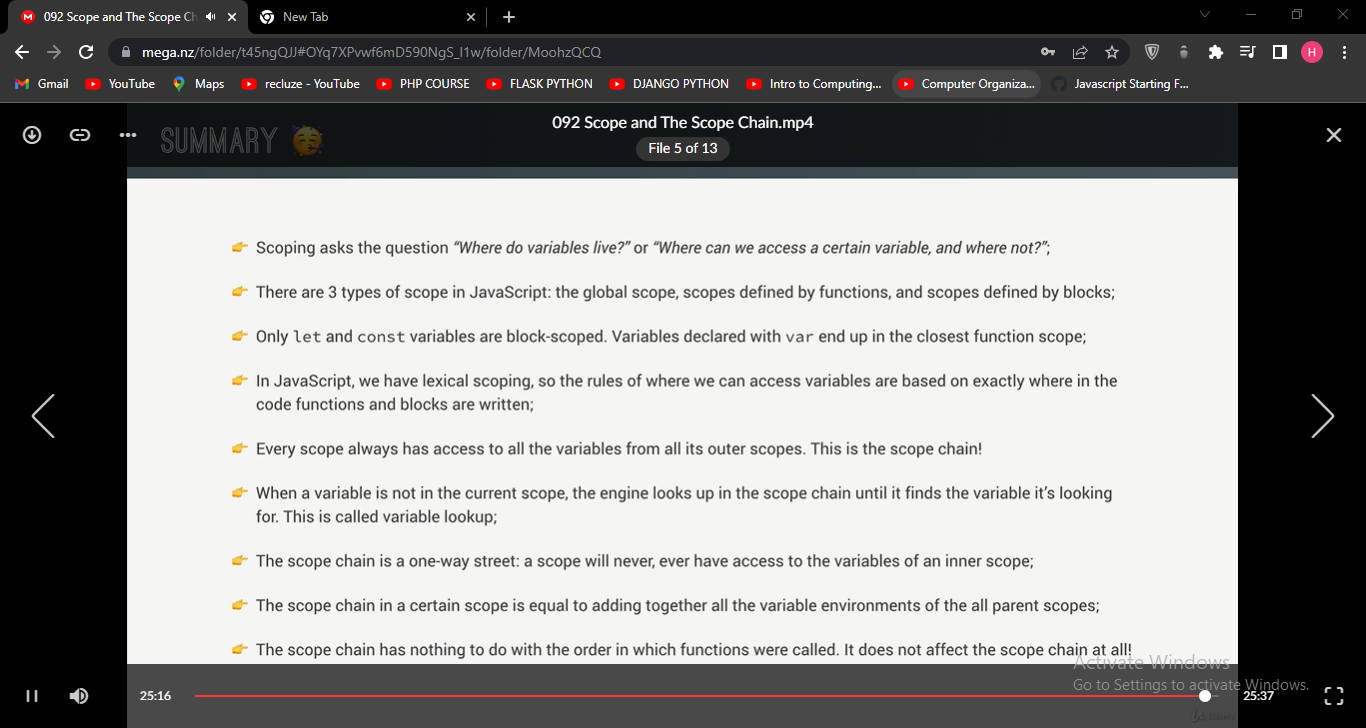 092 Scope and The Scope Ch
New Tab
mega.nz/folder/t45ngQJJ#OYq7XPvwf6mD590NgS_l1w/folder/MoohzQCQ
H
Gmail
YouTube
Maps
recluze - YouTube
PHP COURSE
FLASK PYTHON
DJANGO PYTHON
Intro to Computing...
Computer Organiza...
Javascript Starting F...
SUMMARY
092 Scope and The Scope Chain.mp4
File 5 of 13
Scoping asks the question “Where do variables live?” or “Where can we access a certain variable, and where not?”;
There are 3 types of scope in JavaScript: the global scope, scopes defined by functions, and scopes defined by blocks;
Only let and const variables are block-scoped. Variables declared with var end up in the closest function scope;
In JavaScript, we have lexical scoping, so the rules of where we can access variables are based on exactly where in the
code functions and blocks are written;
Every scope always has access to all the variables from all its outer scopes. This is the scope chain!
When a variable is not in the current scope, the engine looks up in the scope chain until it finds the variable it’s looking
for. This is called variable lookup;
The scope chain is a one-way street: a scope will never, ever have access to the variables of an inner scope;
The scope chain in a certain scope is equal to adding together all the variable environments of the all parent scopes;
The scope chain has nothing to do with the order in which functions were called. It does not affect the scope chain at all!
Activate Windows
Go to Settings to activate Windows.
25:16
25:37